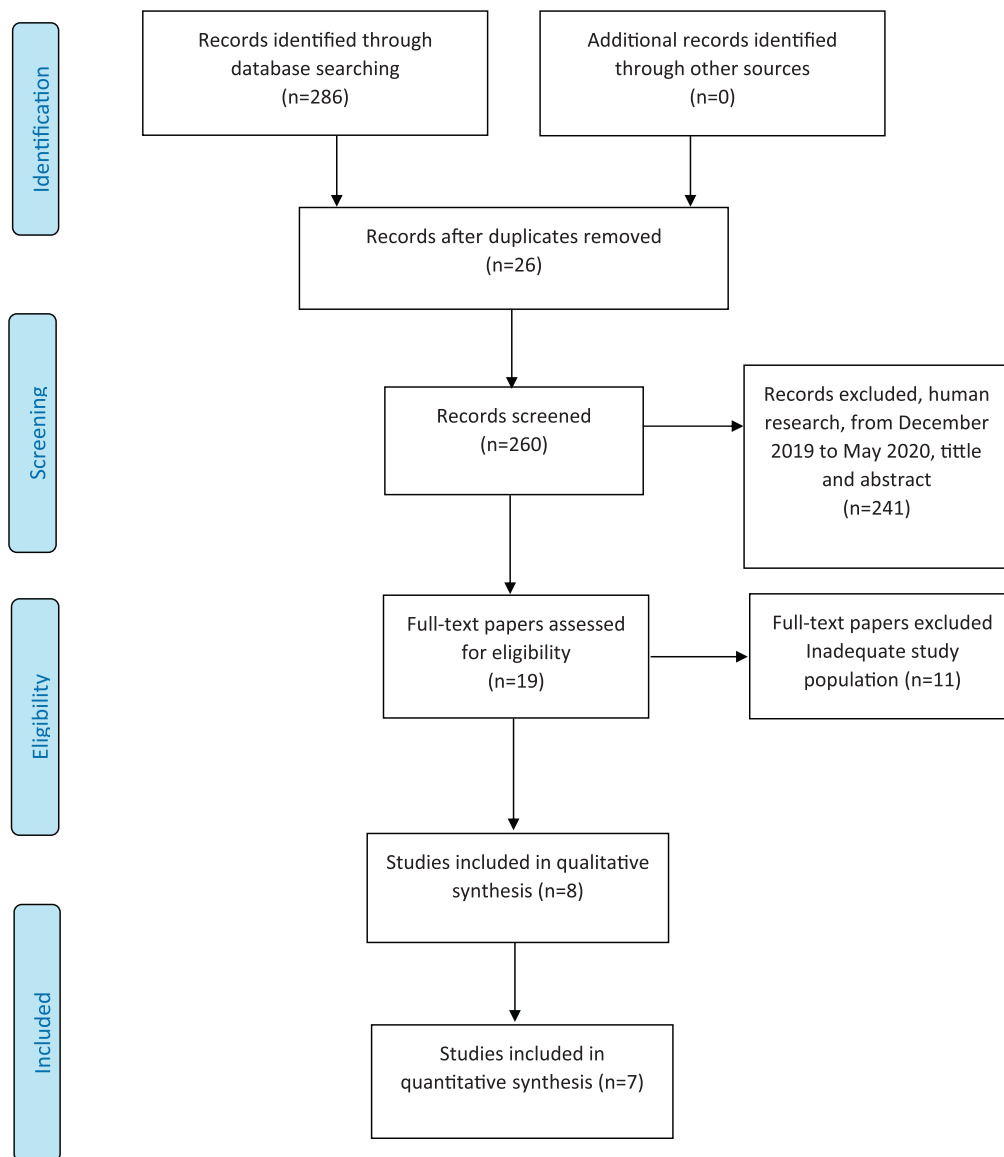 Identification
Records identified through
database searching
(n=286)
Additional records identified
through other sources
(n=0)
Records after duplicates removed
(n=26)
Screening
Records screened
(n=260)
Records excluded, human
research, from December
2019 to May 2020, tittle
and abstract
(n=241)
Eligibility
Full-text papers assessed
for eligibility
(n=19)
Full-text papers excluded
Inadequate study
population (n=11)
Studies included in qualitative
synthesis (n=8)
Included
Studies included in
quantitative synthesis (n=7)